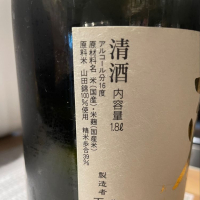 清酒
内容量
1.8ℓ
アルコール分16度
原材料名 米(国産)・米麹(国産米)
原料米 山田錦100%使用 精米歩合39%
製造者